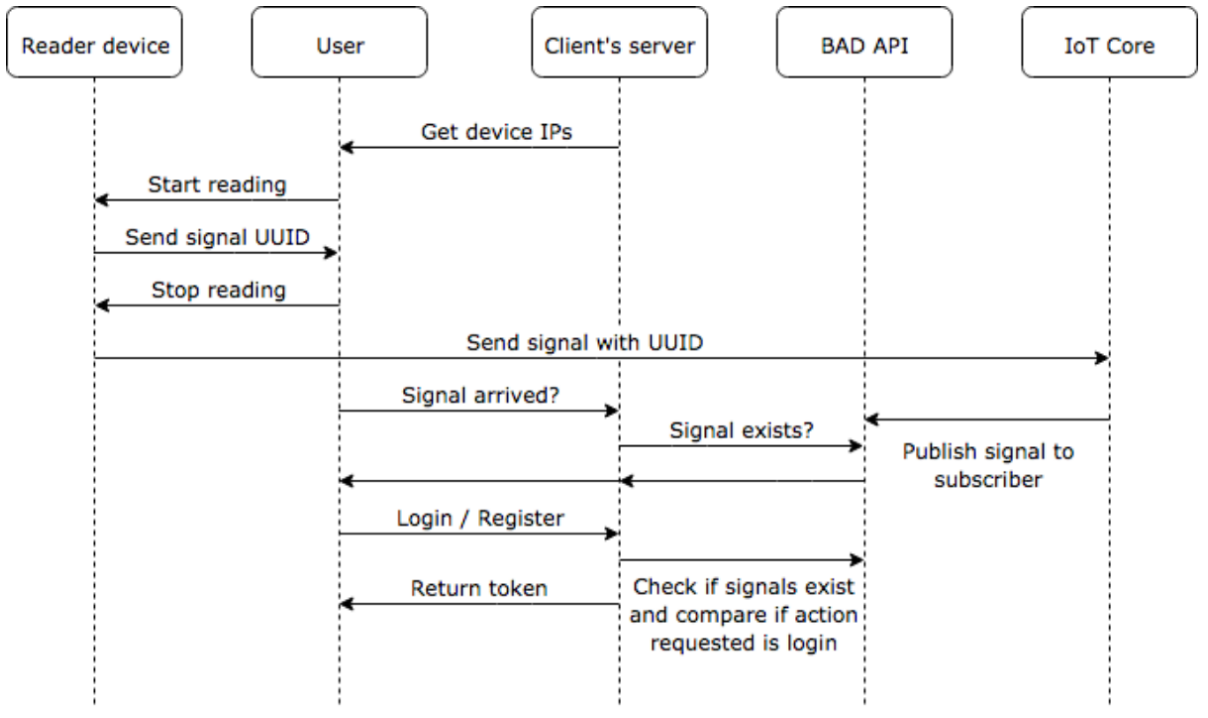 Reader device
User
Client's server
BAD API
IoT Core
Get device IPs
Start reading
Send signal UUID
Stop reading
Send signal with UUID
Signal arrived?
Signal exists?
Publish signal to
subscriber
Login / Register
Return token
Check if signals exist
and compare if action
requested is login